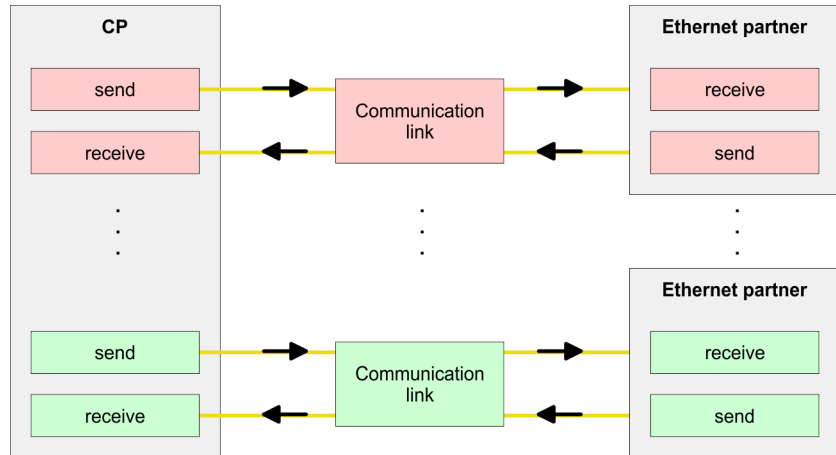 CP
Ethernet partner
send
Communication
link
receive
receive
send
Ethernet partner
send
Communication
link
receive
receive
send